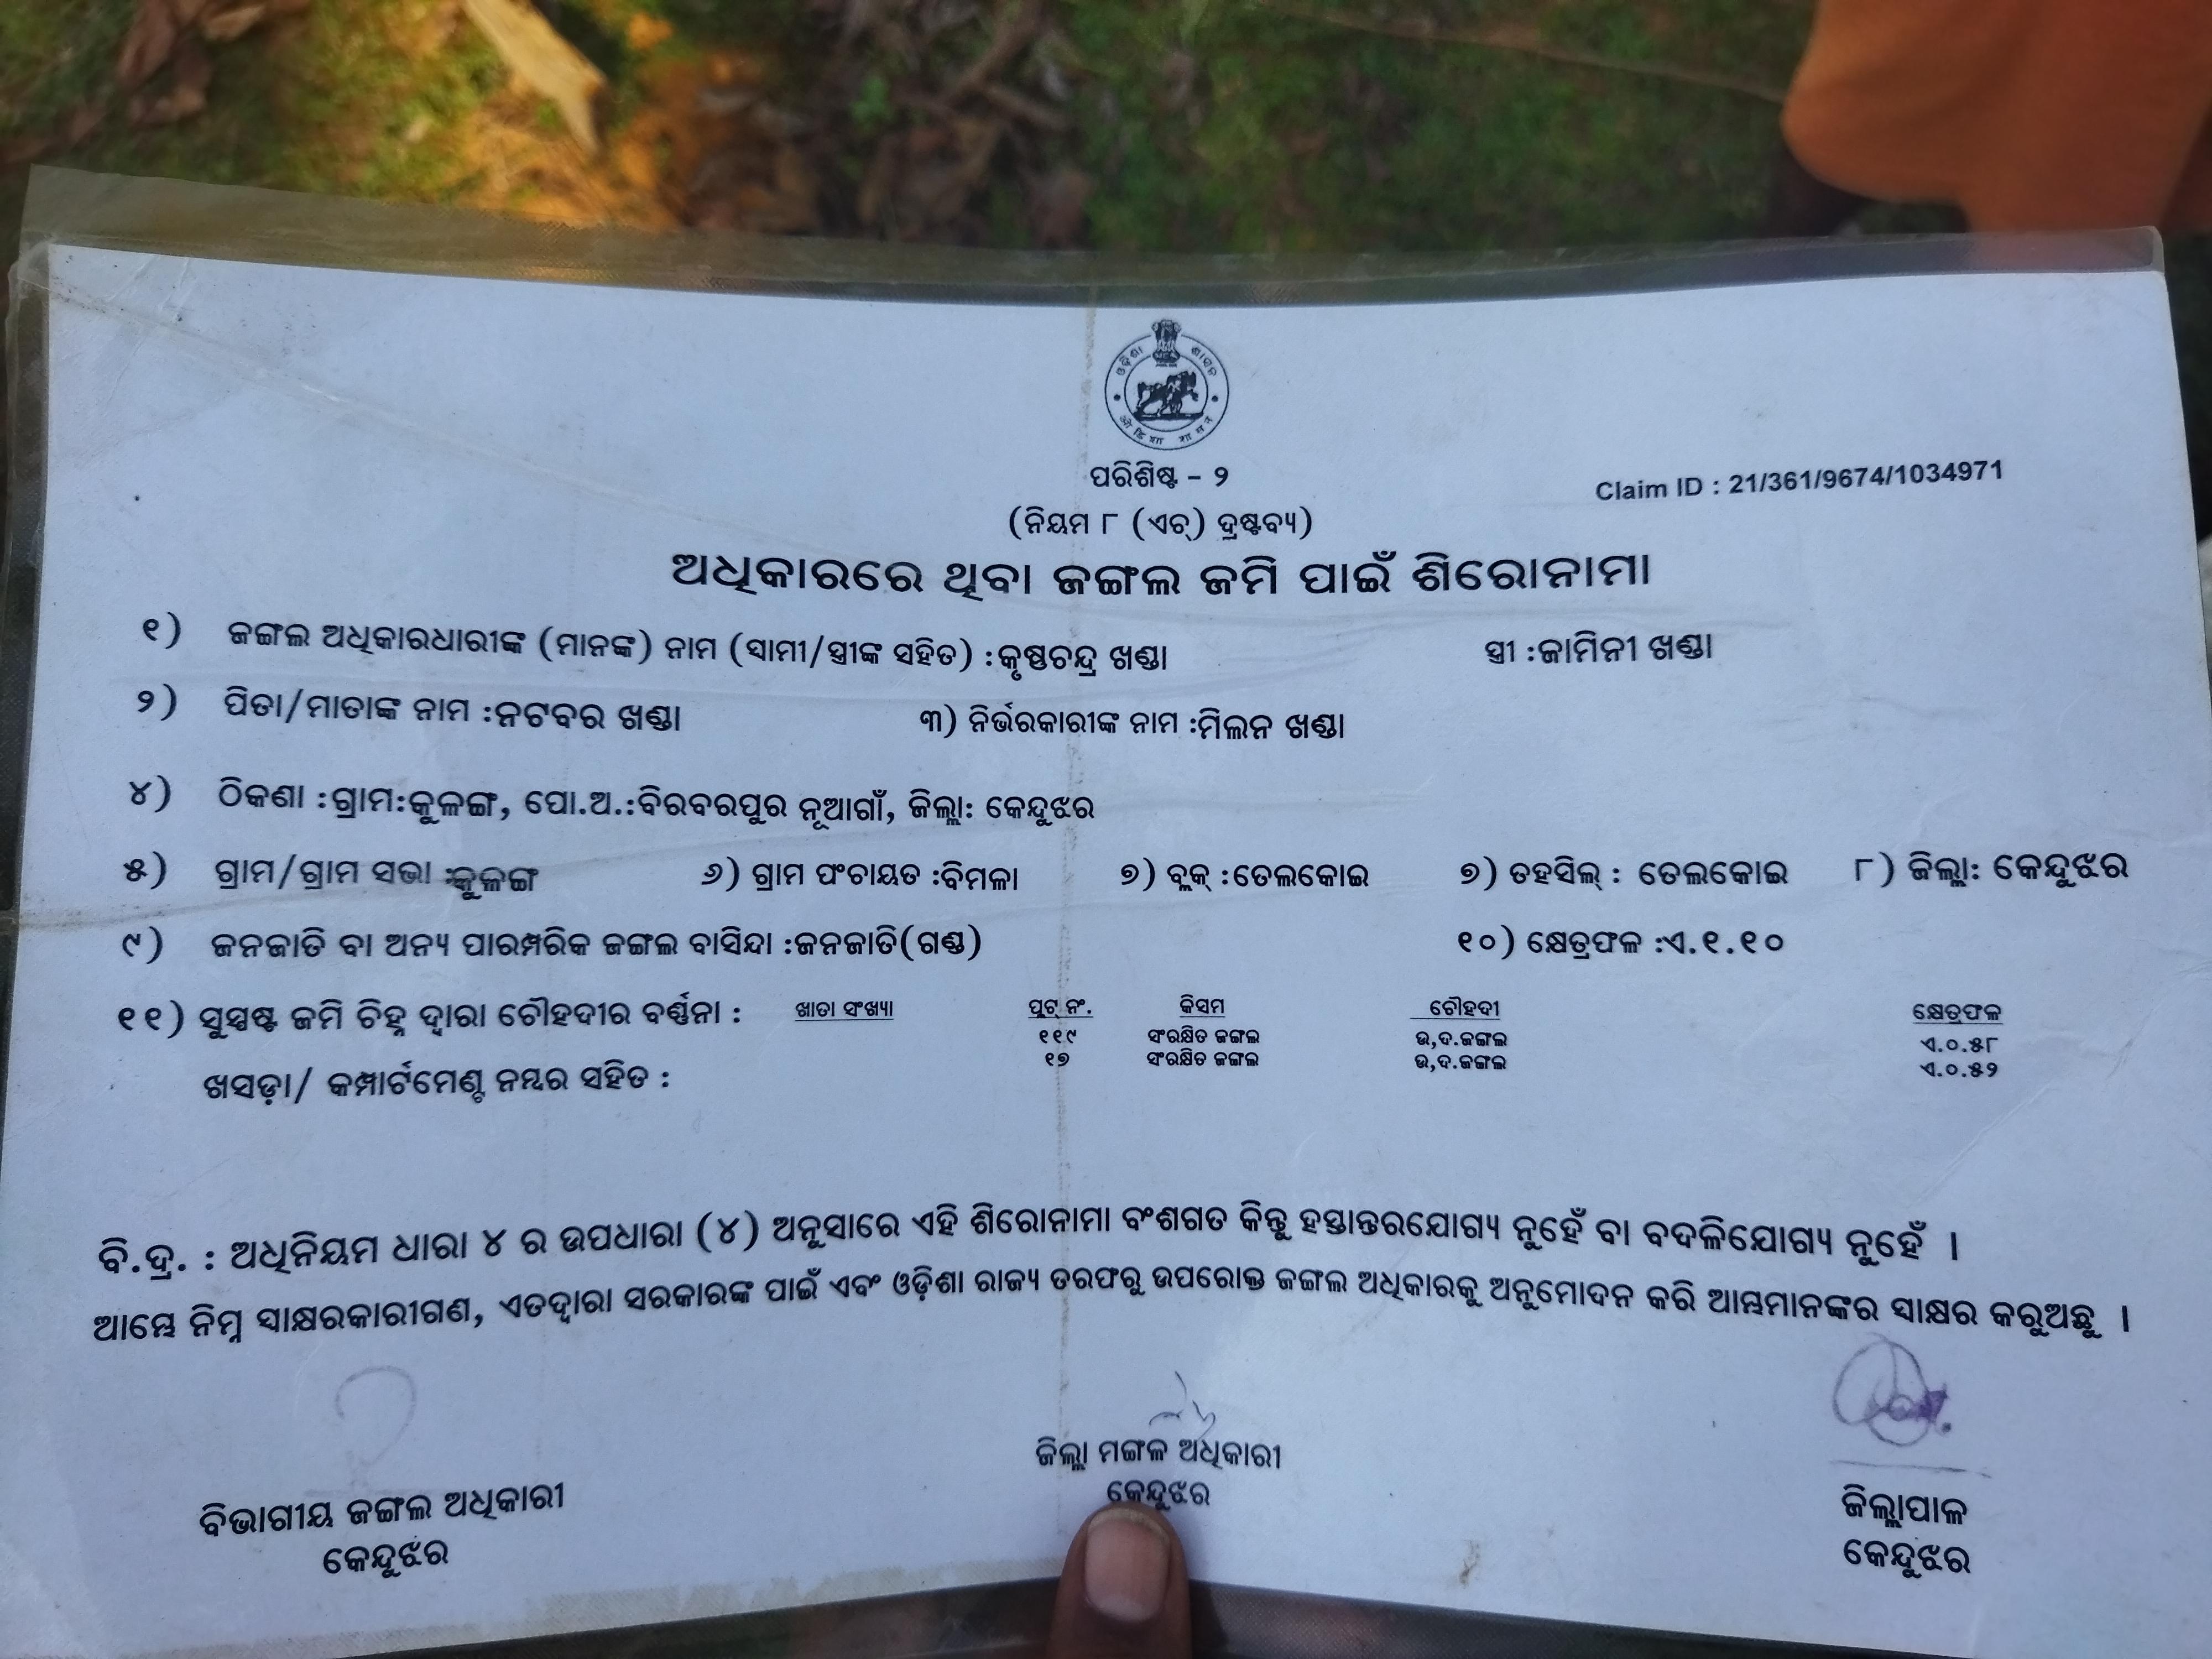 ଓଡ଼ିଶା ଶାସନ
ओडिशा शासन
ପରିଶିଷ୍ଟ - ୨
Claim ID : 21/361/9674/1034971
(ନିୟମ ୮ (ଏଚ୍) ଦ୍ରଷ୍ଟବ୍ୟ)
ଅଧିକାରରେ ଥିବା ଜଙ୍ଗଲ ଜମି ପାଇଁ ଶିରୋନାମା
୧) ଜଙ୍ଗଲ ଅଧିକାରଧାରୀଙ୍କ (ମାନଙ୍କ) ନାମ (ସ୍ୱାମୀ/ସ୍ତ୍ରୀଙ୍କ ସହିତ) :କୃଷ୍ଣଚନ୍ଦ୍ର ଖଣ୍ଡା ସ୍ତ୍ରୀ :ଜାମିନୀ ଖଣ୍ଡା
୨) ପିତା/ମାତାଙ୍କ ନାମ :ନଟବର ଖଣ୍ଡା ୩) ନିର୍ଭରକାରୀଙ୍କ ନାମ :ମିଲନ ଖଣ୍ଡା
୪) ଠିକଣା :ଗ୍ରାମ:କୁଳଙ୍ଗ, ପୋ.ଅ.:ବିରବରପୁର ନୂଆଗାଁ, ଜିଲ୍ଲା: କେନ୍ଦୁଝର
୫) ଗ୍ରାମ/ଗ୍ରାମ ସଭା :କୁଳଙ୍ଗ ୬) ଗ୍ରାମ ପଂଚାୟତ :ବିମଳା ୭) ବ୍ଲକ୍ :ତେଲକୋଇ ୭) ତହସିଲ୍ : ତେଲକୋଇ ୮) ଜିଲ୍ଲା: କେନ୍ଦୁଝର
୯) ଜନଜାତି ବା ଅନ୍ୟ ପାରମ୍ପରିକ ଜଙ୍ଗଲ ବାସିନ୍ଦା :ଜନଜାତି(ଗଣ୍ଡ) ୧୦) କ୍ଷେତ୍ରଫଳ :ଏ.୧.୧୦
୧୧) ସୁସ୍ପଷ୍ଟ ଜମି ଚିହ୍ନ ଦ୍ୱାରା ଚୌହଦୀର ବର୍ଣ୍ଣନା : ଖାତା ସଂଖ୍ୟା ପ୍ଲଟ୍ ନଂ. କିସମ ଚୌହଦୀ କ୍ଷେତ୍ରଫଳ
୧୧୯ ସଂରକ୍ଷିତ ଜଙ୍ଗଲ ଉ,ଦ.ଜଙ୍ଗଲ ଏ.୦.୫୮
୧୭ ସଂରକ୍ଷିତ ଜଙ୍ଗଲ ଉ,ଦ.ଜଙ୍ଗଲ ଏ.୦.୫୨
ଖସଡ଼ା/ କମ୍ପାର୍ଟମେଣ୍ଟ ନମ୍ବର ସହିତ :
ବି.ଦ୍ର. : ଅଧିନିୟମ ଧାରା ୪ ର ଉପଧାରା (୪) ଅନୁସାରେ ଏହି ଶିରୋନାମା ବଂଶଗତ କିନ୍ତୁ ହସ୍ତାନ୍ତରଯୋଗ୍ୟ ନୁହେଁ ବା ବଦଳିଯୋଗ୍ୟ ନୁହେଁ ।
ଆମ୍ଭେ ନିମ୍ନ ସ୍ୱାକ୍ଷରକାରୀଗଣ, ଏତଦ୍ୱାରା ସରକାରଙ୍କ ପାଇଁ ଏବଂ ଓଡ଼ିଶା ରାଜ୍ୟ ତରଫରୁ ଉପରୋକ୍ତ ଜଙ୍ଗଲ ଅଧିକାରକୁ ଅନୁମୋଦନ କରି ଆମ୍ଭମାନଙ୍କର ସ୍ୱାକ୍ଷର କରୁଅଛୁ ।
ବିଭାଗୀୟ ଜଙ୍ଗଲ ଅଧିକାରୀ
କେନ୍ଦୁଝର
ଜିଲ୍ଲା ମଙ୍ଗଳ ଅଧିକାରୀ
କେନ୍ଦୁଝର
ଜିଲ୍ଲାପାଳ
କେନ୍ଦୁଝର